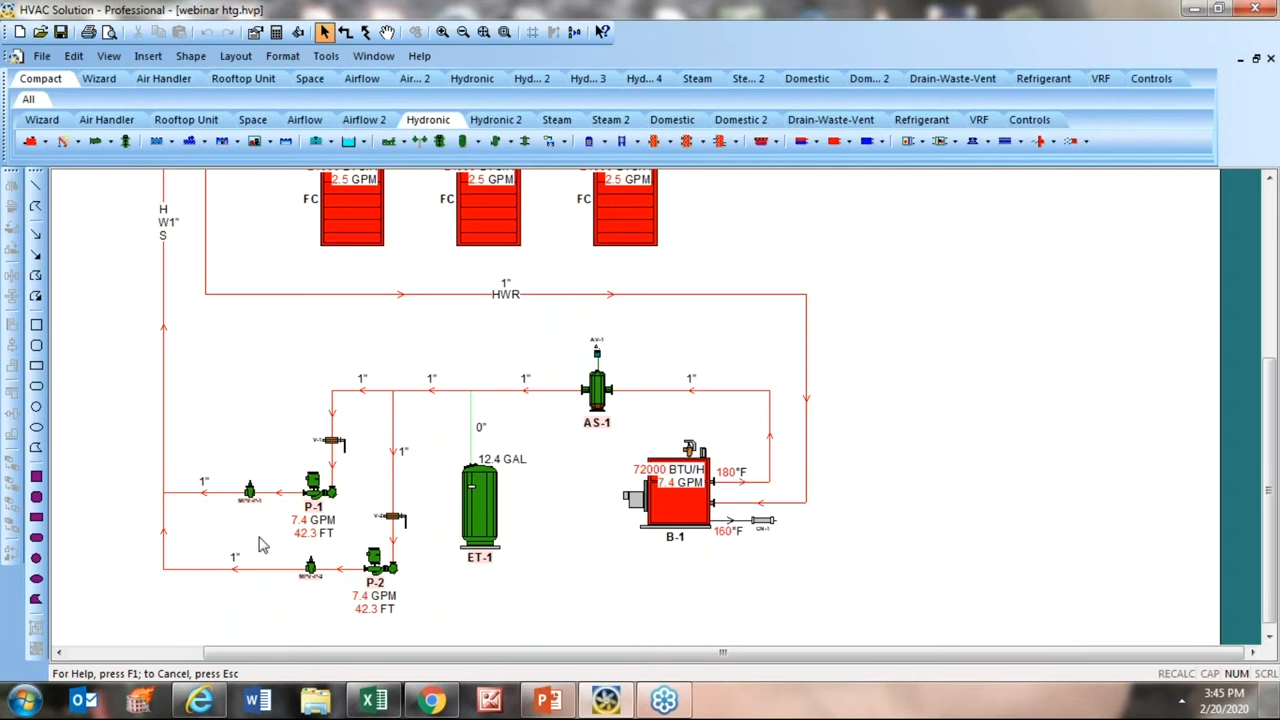 HVAC Solution - Professional - [webinar htg.hvp]
File Edit View Insert Shape Layout Format Tools Window Help
Compact Wizard Air Handler Rooftop Unit Space Airflow Air... 2 Hydronic Hyd... 2 Hyd... 3 Hyd... 4 Steam Ste... 2 Domestic Dom... 2 Drain-Waste-Vent Refrigerant VRF Controls
All
Wizard Air Handler Rooftop Unit Space Airflow Airflow 2 Hydronic Hydronic 2 Steam Steam 2 Domestic Domestic 2 Drain-Waste-Vent Refrigerant VRF Controls
2.5 GPM 2.5 GPM 2.5 GPM
FC FC FC
H
W1"
S
1"
HWR
AV-1
1" 1" 1" 1"
AS-1
0"
V-1
1"
12.4 GAL
72000 BTU/H 180°F
7.4 GPM
1"
P-1
7.4 GPM
42.3 FT
V-2
160°F
CN-1
B-1
1"
ET-1
P-2
7.4 GPM
42.3 FT
For Help, press F1; to Cancel, press Esc
RECALC CAP NUM SCRL
3:45 PM
2/20/2020